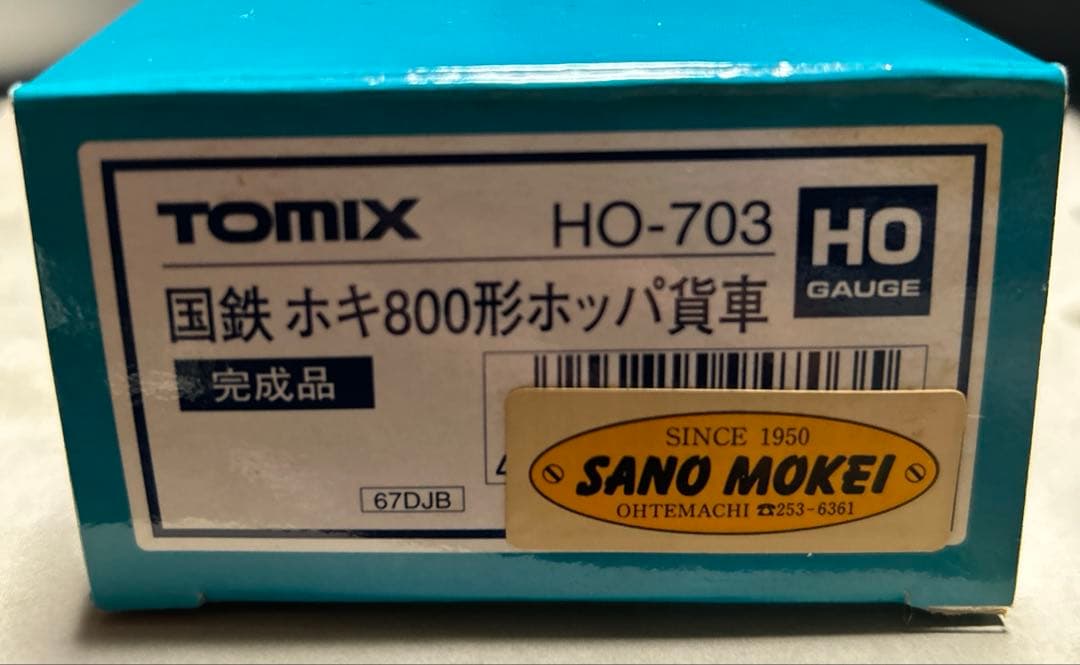 TOMIX HO-703
HO
GAUGE
国鉄 ホキ800形ホッパ貨車
完成品
67DJB
SINCE 1950
SANO MOKEI
OHTEMACHI ☎253-6361